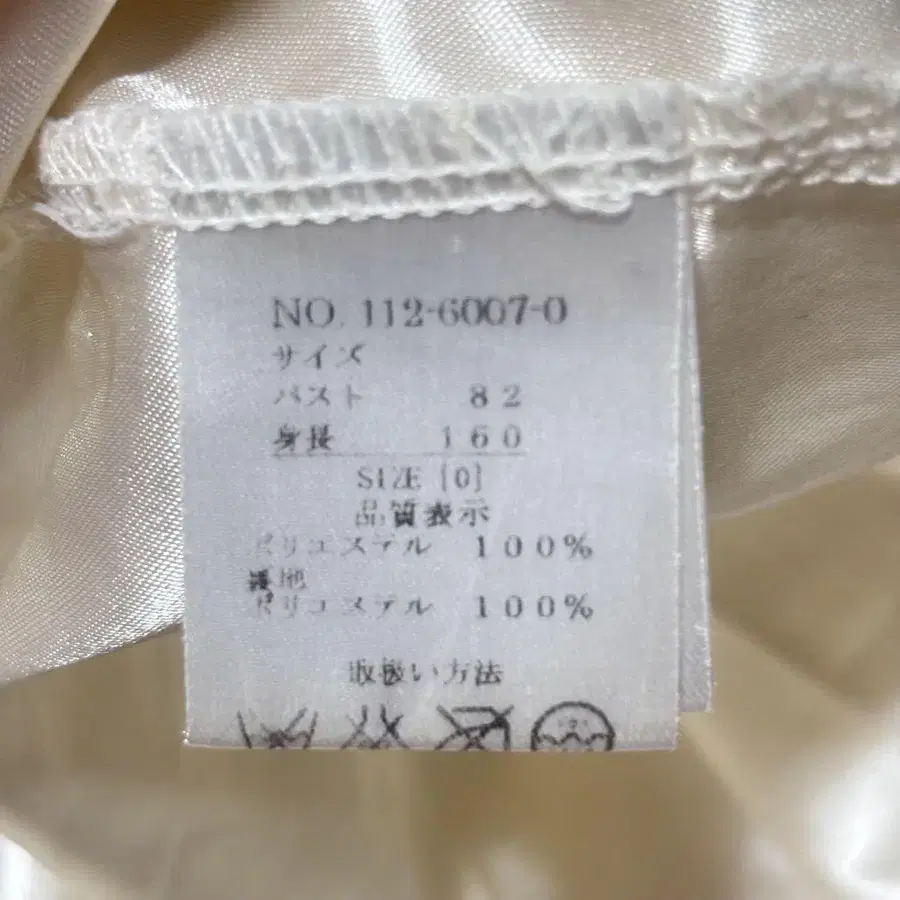 NO. 112-6007-0
サイズ
バスト 82
身長 160
SIZE [0]
品質表示
ポリエステル 100%
裏地
ポリエステル 100%
取扱い方法